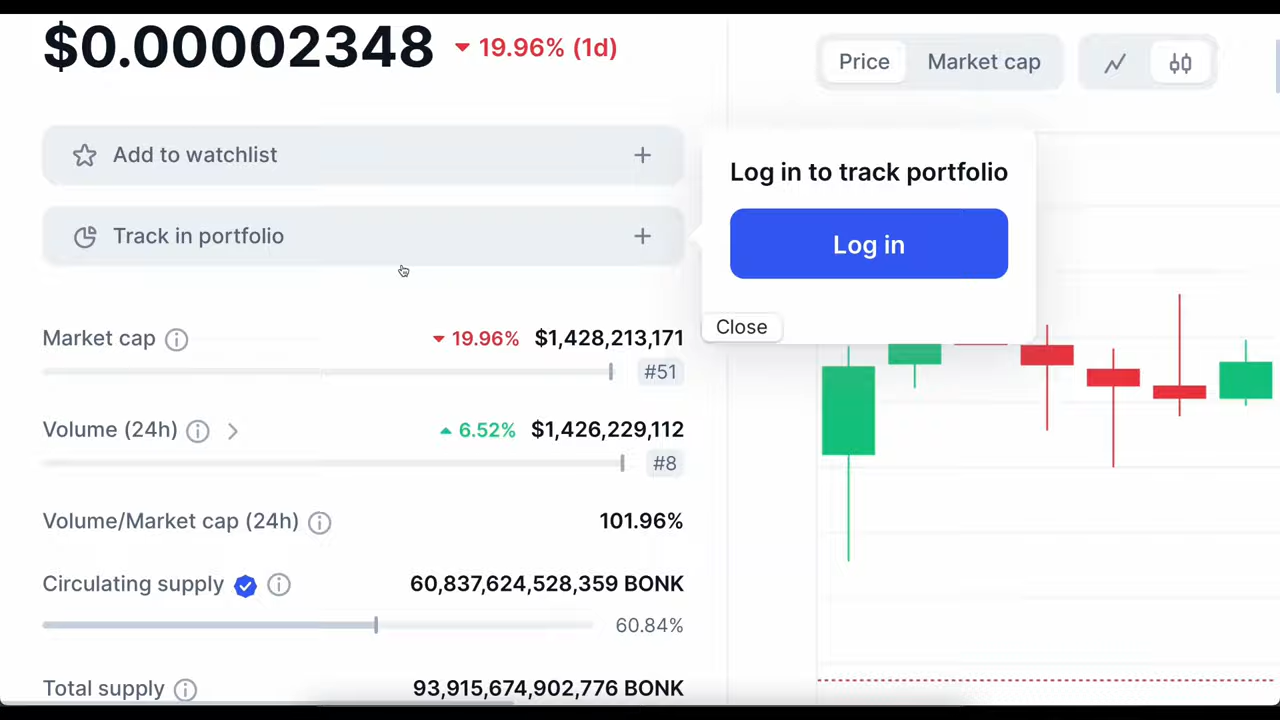 $0.00002348 19.96% (1d)
Price Market cap
Add to watchlist
Track in portfolio
Log in to track portfolio
Log in
Close
Market cap 19.96% $1,428,213,171
#51
Volume (24h) 6.52% $1,426,229,112
#8
Volume/Market cap (24h) 101.96%
Circulating supply 60,837,624,528,359 BONK
60.84%
Total supply 93,915,674,902,776 BONK